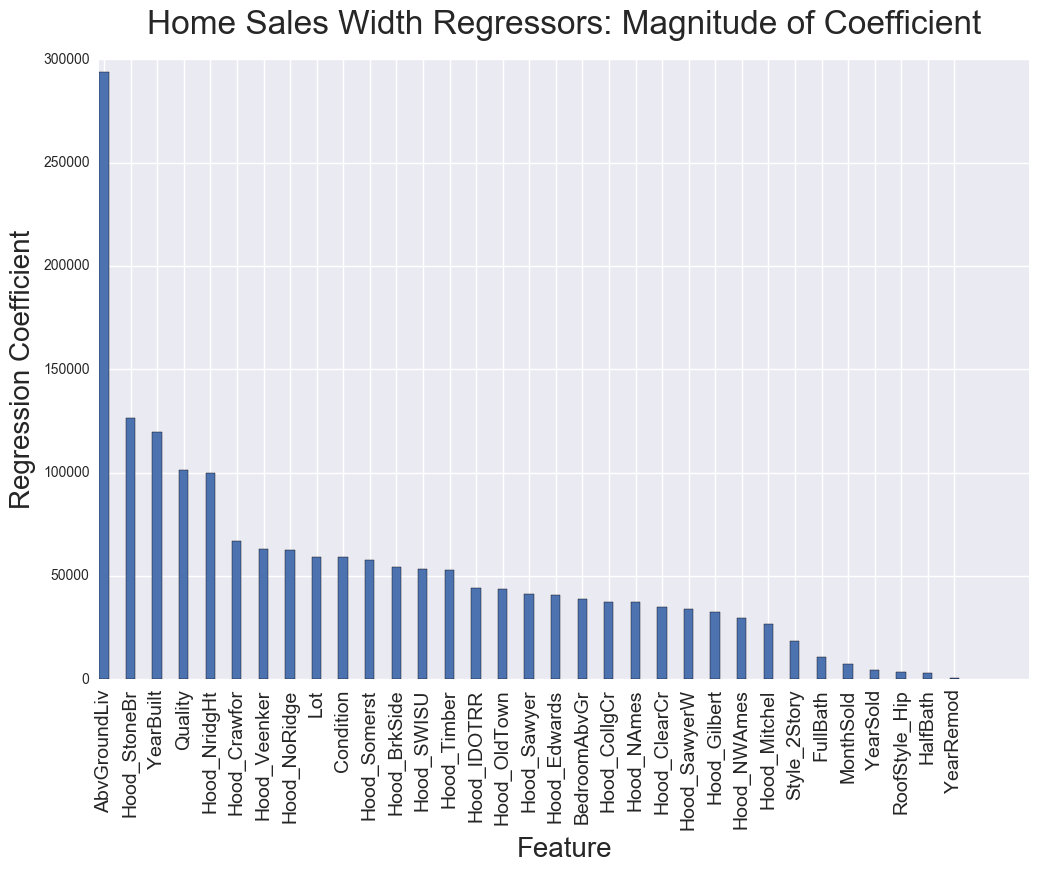 Home Sales Width Regressors: Magnitude of Coefficient
300000
250000
200000
150000
100000
50000
0
Regression Coefficient
AbvGroundLiv
Hood_StoneBr
YearBuilt
Quality
Hood_NridgHt
Hood_Crawfor
Hood_Veenker
Hood_NoRidge
Lot
Condition
Hood_Somerst
Hood_BrkSide
Hood_SWISU
Hood_Timber
Hood_IDOTRR
Hood_OldTown
Hood_Sawyer
Hood_Edwards
BedroomAbvGr
Hood_CollgCr
Hood_NAmes
Hood_ClearCr
Hood_SawyerW
Hood_Gilbert
Hood_NWAmes
Hood_Mitchel
Style_2Story
FullBath
MonthSold
YearSold
RoofStyle_Hip
HalfBath
YearRemod
Feature